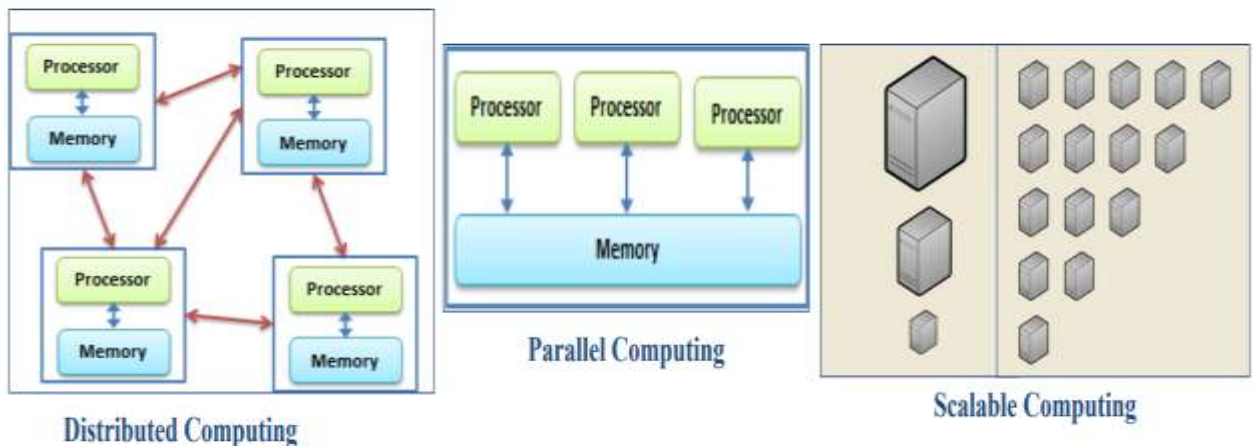 Processor
Memory
Processor
Memory
Processor
Memory
Processor
Memory
Distributed Computing
Processor
Processor
Processor
Memory
Parallel Computing
Scalable Computing